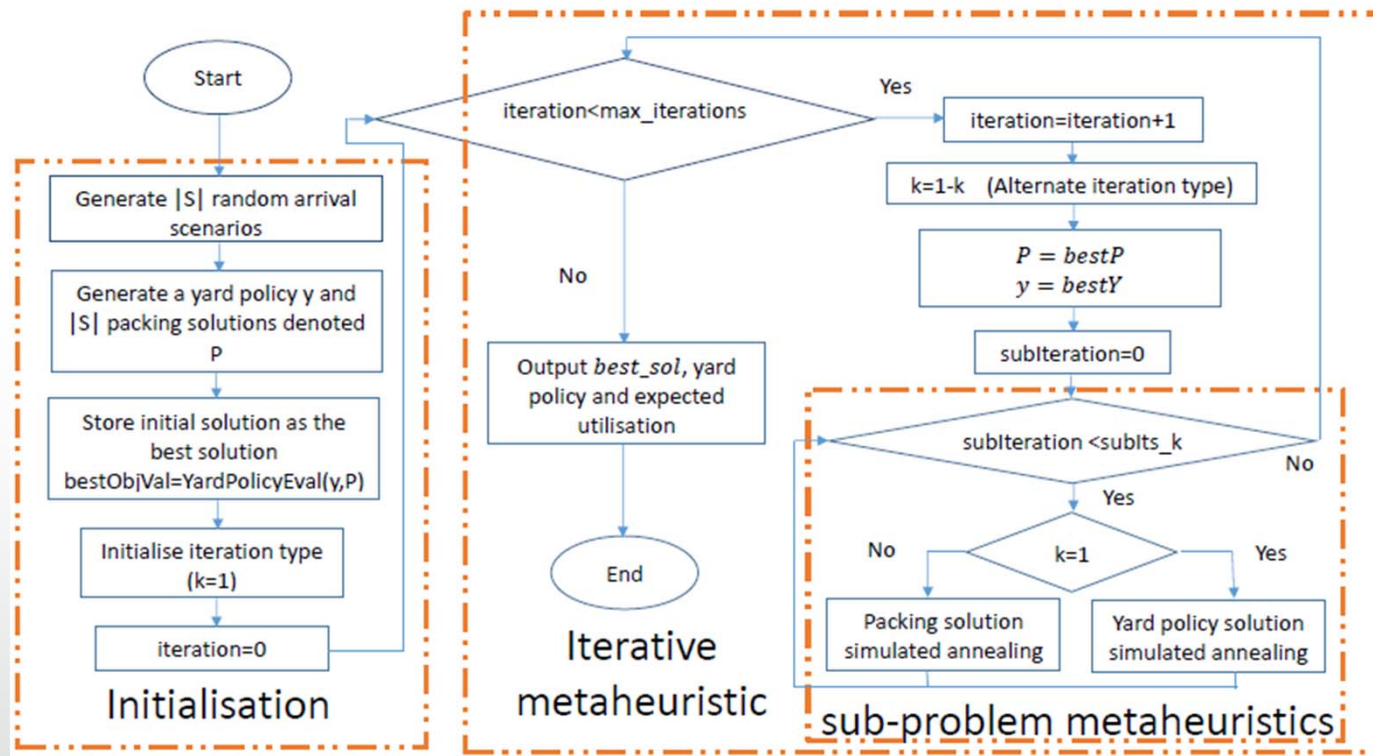 Start
Generate |S| random arrival
scenarios
Generate a yard policy y and
|S| packing solutions denoted
P
Store initial solution as the
best solution
bestObjVal=YardPolicyEval(y,P)
Initialise iteration type
(k=1)
iteration=0
Initialisation
iteration<max_iterations
Yes
No
iteration=iteration+1
k=1-k (Alternate iteration type)
P = bestP
y = bestY
subIteration=0
Output best_sol, yard
policy and expected
utilisation
End
Iterative
metaheuristic
subIteration <subIts_k
No
Yes
k=1
No
Yes
Packing solution
simulated annealing
Yard policy solution
simulated annealing
sub-problem metaheuristics